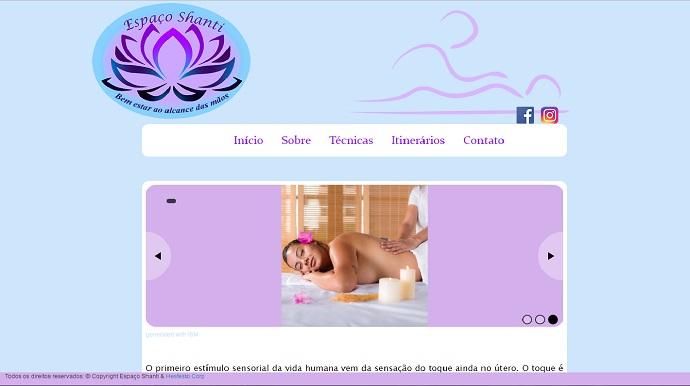 Espaço Shanti
Bem estar ao alcance das mãos
Início Sobre Técnicas Itinerários Contato
generated with IBM
O primeiro estímulo sensorial da vida humana vem da sensação do toque ainda no útero. O toque é
Todos os direitos reservados: © Copyright Espaço Shanti & Hesfesto Corp